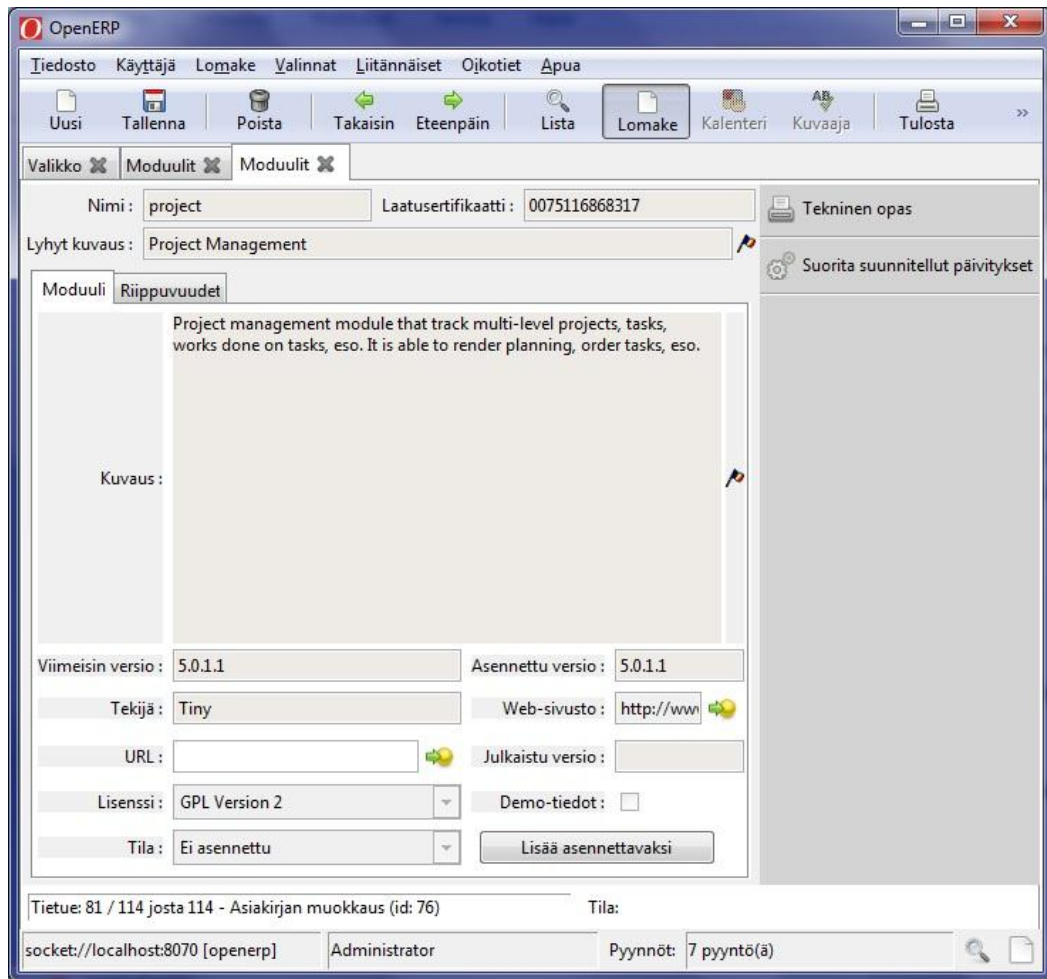 OpenERP
Tiedosto Käyttäjä Lomake Valinnat Liitännäiset Oikotiet Apua
Uusi Tallenna Poista Takaisin Eteenpäin Lista Lomake Kalenteri Kuvaaja Tulosta »
Valikko Moduulit Moduulit
Nimi : project Laatusertifikaatti : 0075116868317
Lyhyt kuvaus : Project Management
Tekninen opas
Suorita suunnitellut päivitykset
Moduuli Riippuvuudet
Project management module that track multi-level projects, tasks,
works done on tasks, eso. It is able to render planning, order tasks, eso.
Kuvaus :
Viimeisin versio : 5.0.1.1 Asennettu versio : 5.0.1.1
Tekijä : Tiny Web-sivusto : http://ww
URL : Julkaistu versio :
Lisenssi : GPL Version 2 Demo-tiedot :
Tila : Ei asennettu Lisää asennettavaksi
Tietue: 81 / 114 josta 114 - Asiakirjan muokkaus (id: 76) Tila:
socket://localhost:8070 [openerp] Administrator Pyynnöt: 7 pyyntö(ä)